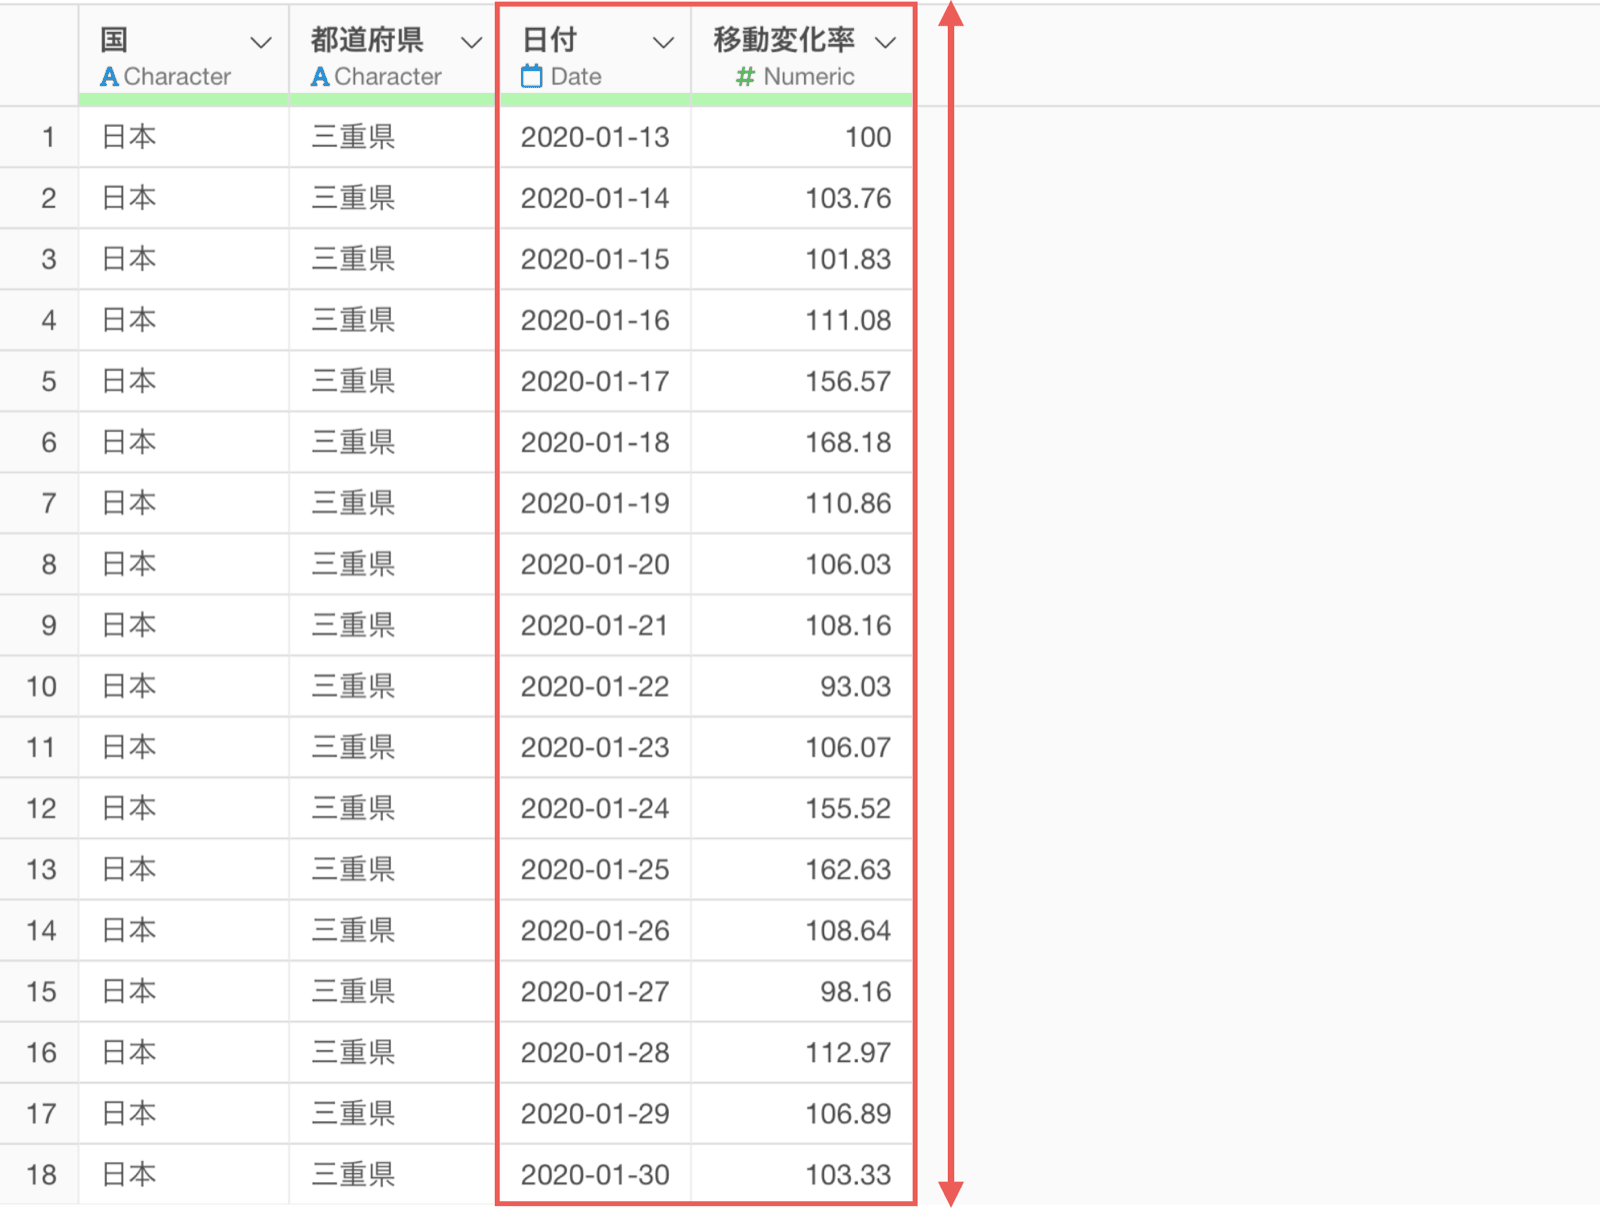 国 都道府県 日付 移動変化率
A Character A Character Date # Numeric
1 日本 三重県 2020-01-13 100
2 日本 三重県 2020-01-14 103.76
3 日本 三重県 2020-01-15 101.83
4 日本 三重県 2020-01-16 111.08
5 日本 三重県 2020-01-17 156.57
6 日本 三重県 2020-01-18 168.18
7 日本 三重県 2020-01-19 110.86
8 日本 三重県 2020-01-20 106.03
9 日本 三重県 2020-01-21 108.16
10 日本 三重県 2020-01-22 93.03
11 日本 三重県 2020-01-23 106.07
12 日本 三重県 2020-01-24 155.52
13 日本 三重県 2020-01-25 162.63
14 日本 三重県 2020-01-26 108.64
15 日本 三重県 2020-01-27 98.16
16 日本 三重県 2020-01-28 112.97
17 日本 三重県 2020-01-29 106.89
18 日本 三重県 2020-01-30 103.33